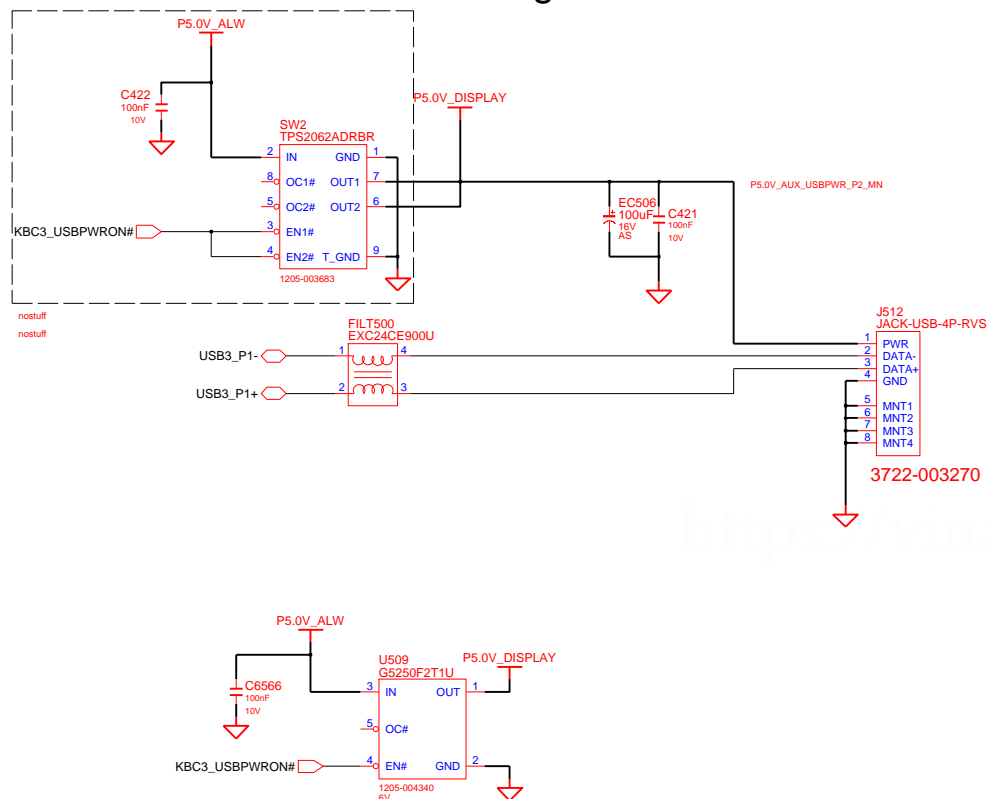 P5.0V_ALW
C422
100nF
10V
P5.0V_DISPLAY
SW2
TPS2062ADRBR
2 IN GND 1
8 OC1# OUT1 7
5 OC2# OUT2 6
3 EN1#
4 EN2# T_GND 9
1205-003683
KBC3_USBPWRON#
P5.0V_AUX_USBPWR_P2_MN
EC506
100uF
16V
AS
C421
100nF
10V
nostuff
nostuff
FILT500
EXC24CE900U
USB3_P1- 1 4
USB3_P1+ 2 3
J512
JACK-USB-4P-RVS
1 PWR
2 DATA-
3 DATA+
4 GND
5 MNT1
6 MNT2
7 MNT3
8 MNT4
3722-003270
https://vina
P5.0V_ALW
C6566
100nF
10V
U509
G5250F2T1U
P5.0V_DISPLAY
3 IN OUT 1
5 OC#
KBC3_USBPWRON# 4 EN# GND 2
1205-004340
6V